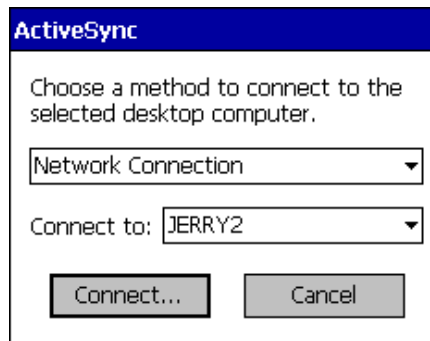 ActiveSync
Choose a method to connect to the
selected desktop computer.
Network Connection
Connect to: JERRY2
Connect... Cancel